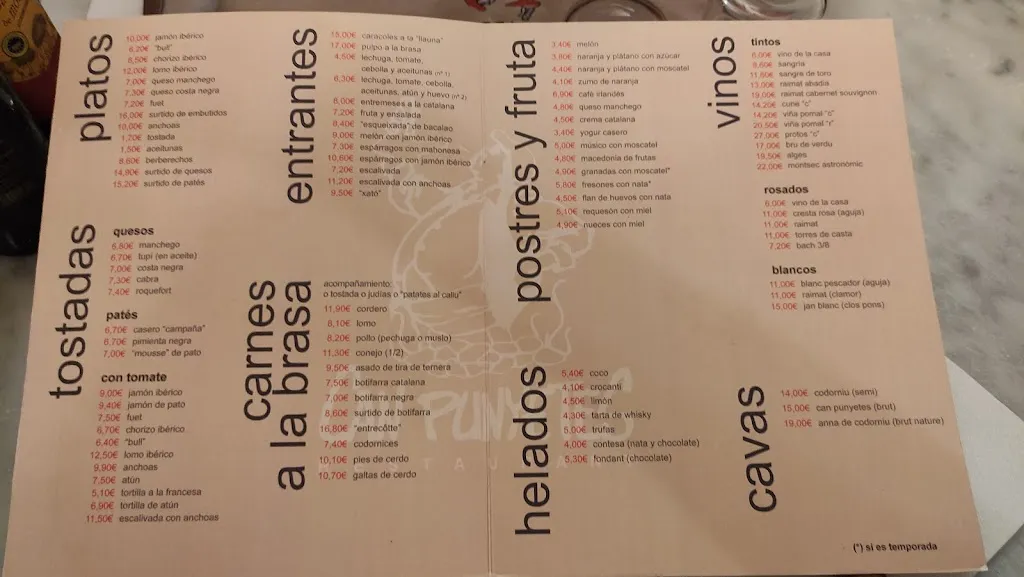 platos
10,00€ jamón ibérico
6,20€ "bull"
8,50€ chorizo ibérico
12,00€ lomo ibérico
7,00€ queso manchego
7,30€ queso costa negra
7,20€ fuet
16,00€ surtido de embutidos
10,00€ anchoas
1,70€ tostada
1,50€ aceitunas
8,60€ berberechos
14,90€ surtido de quesos
15,20€ surtido de patés
tostadas
quesos
6,80€ manchego
6,70€ tupi (en aceite)
7,00€ costa negra
7,30€ cabra
7,40€ roquefort
patés
6,70€ casero "campaña"
6,70€ pimienta negra
7,00€ "mousse" de pato
con tomate
9,00€ jamón ibérico
9,40€ jamón de pato
7,50€ fuet
6,70€ chorizo ibérico
6,40€ "bull"
12,50€ lomo ibérico
9,90€ anchoas
7,50€ atún
5,10€ tortilla a la francesa
6,90€ tortilla de atún
11,50€ escalivada con anchoas
entrantes
15,00€ caracoles a la "llauna"
17,00€ pulpo a la brasa
4,50€ lechuga, tomate,
cebolla y aceitunas (nº 1)
6,30€ lechuga, tomate, cebolla,
aceitunas, atún y huevo (nº 2)
8,00€ entremeses a la catalana
7,20€ fruta y ensalada
8,40€ "esqueixada" de bacalao
9,00€ melón con jamón ibérico
7,30€ espárragos con mahonesa
10,60€ espárragos con jamón ibérico
7,20€ escalivada
11,20€ escalivada con anchoas
9,50€ "xató"
carnes
a la brasa
acompañamiento:
o tostada o judías o "patates al caliu"
11,90€ cordero
8,10€ lomo
8,20€ pollo (pechuga o muslo)
11,30€ conejo (1/2)
9,50€ asado de tira de ternera
7,50€ botifarra catalana
7,00€ botifarra negra
8,60€ surtido de botifarra
16,80€ "entrecôtte"
7,40€ codornices
10,10€ pies de cerdo
10,70€ galtas de cerdo
postres y fruta
3,40€ melón
3,80€ naranja y plátano con azúcar
4,40€ naranja y plátano con moscatel
4,10€ zumo de naranja
6,90€ café irlandés
4,80€ queso manchego
4,50€ crema catalana
3,40€ yogur casero
5,00€ músico con moscatel
4,80€ macedonia de frutas
4,90€ granadas con moscatel*
5,80€ fresones con nata*
4,50€ flan de huevos con nata
5,10€ requesón con miel
4,90€ nueces con miel
helados
5,40€ coco
4,10€ crocanti
4,50€ limón
4,30€ tarta de whisky
5,00€ trufas
4,00€ contesa (nata y chocolate)
5,30€ fondant (chocolate)
vinos
tintos
6,00€ vino de la casa
9,60€ sangria
11,60€ sangre de toro
13,00€ raimat abadia
19,00€ raimat cabernet souvignon
14,20€ cune "c"
14,20€ viña pomal "c"
20,50€ viña pomal "r"
27,00€ protos "c"
17,00€ bru de verdu
19,50€ alges
22,00€ montsec astronòmic
rosados
6,00€ vino de la casa
11,00€ cresta rosa (aguja)
11,00€ raimat
11,00€ torres de casta
7,20€ bach 3/8
blancos
11,00€ blanc pescador (aguja)
11,00€ raimat (clamor)
15,00€ jan blanc (clos pons)
cavas
14,00€ codorniu (semi)
15,00€ can punyetes (brut)
19,00€ anna de codorniu (brut nature)
(*) si es temporada